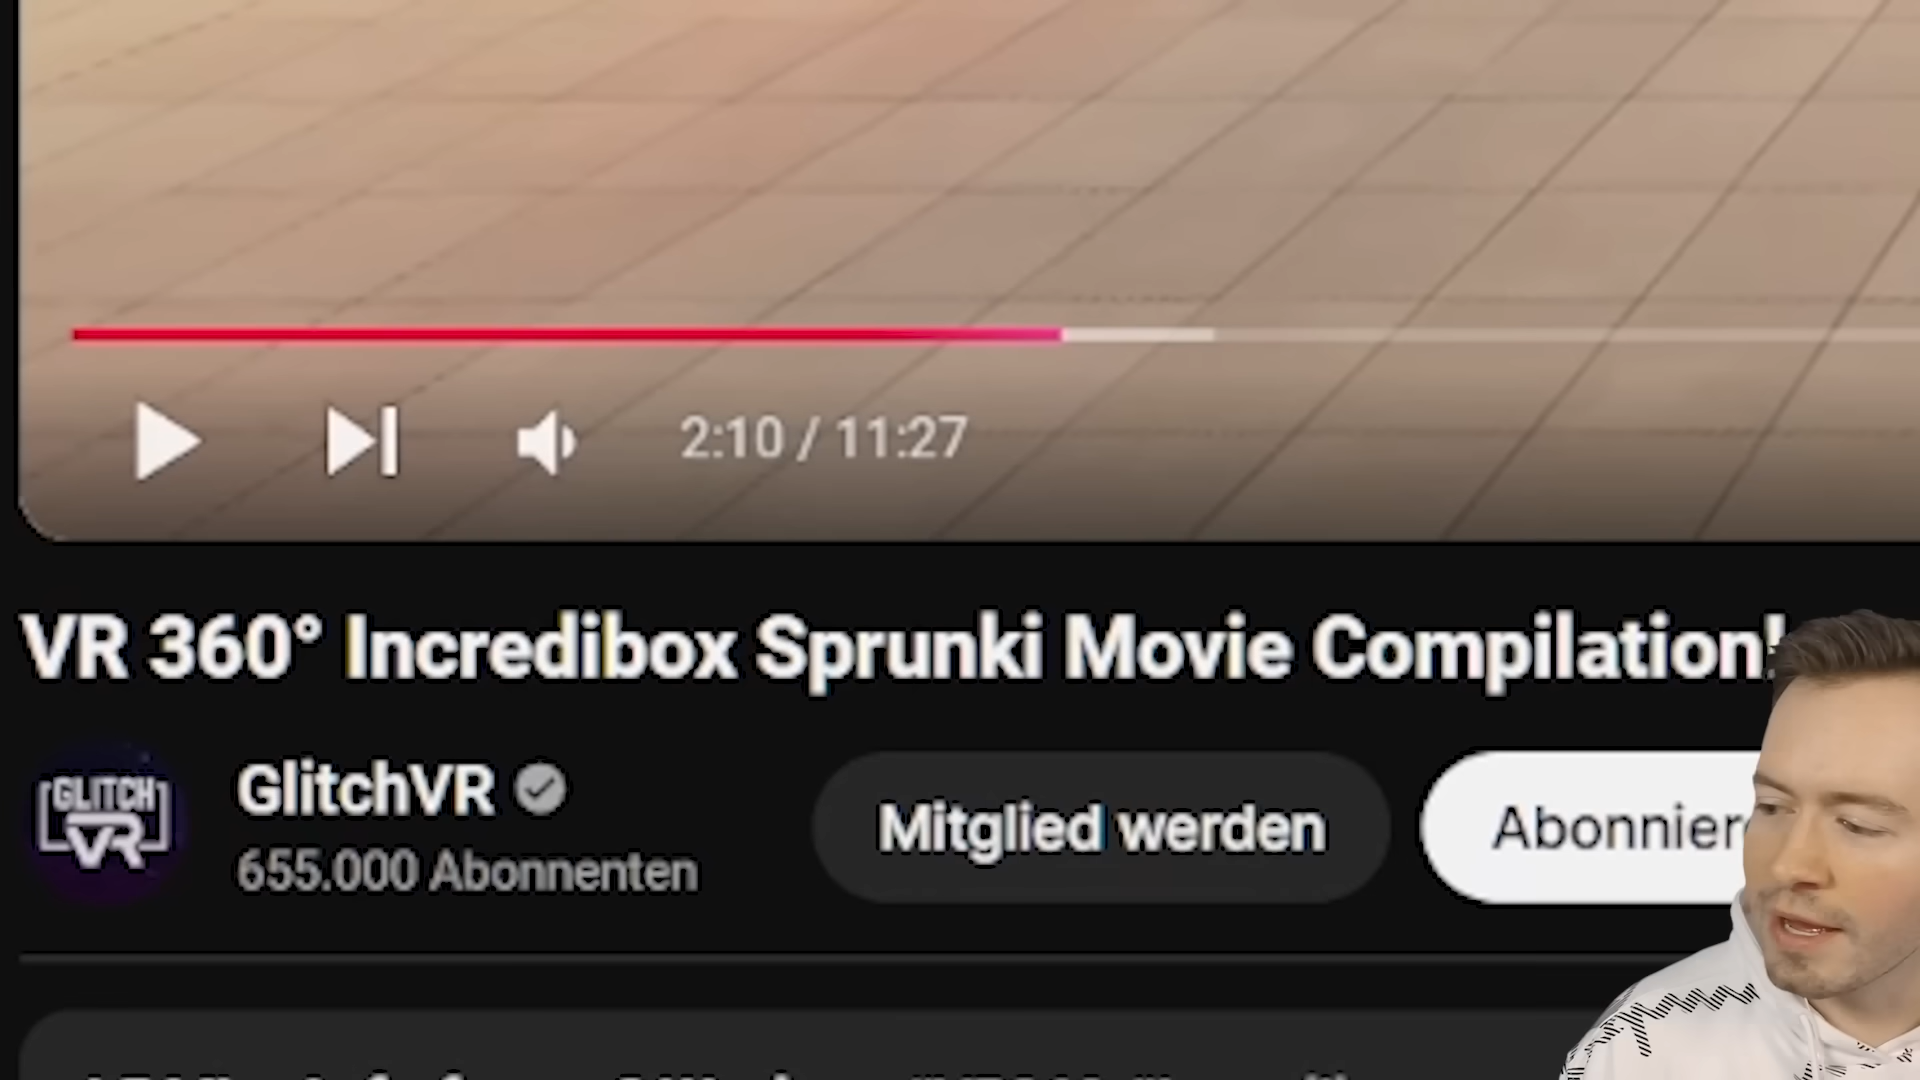 2:10 / 11:27
VR 360° Incredibox Sprunki Movie Compilation!
GLITCH
VR
GlitchVR
655.000 Abonnenten
Mitglied werden
Abonnier